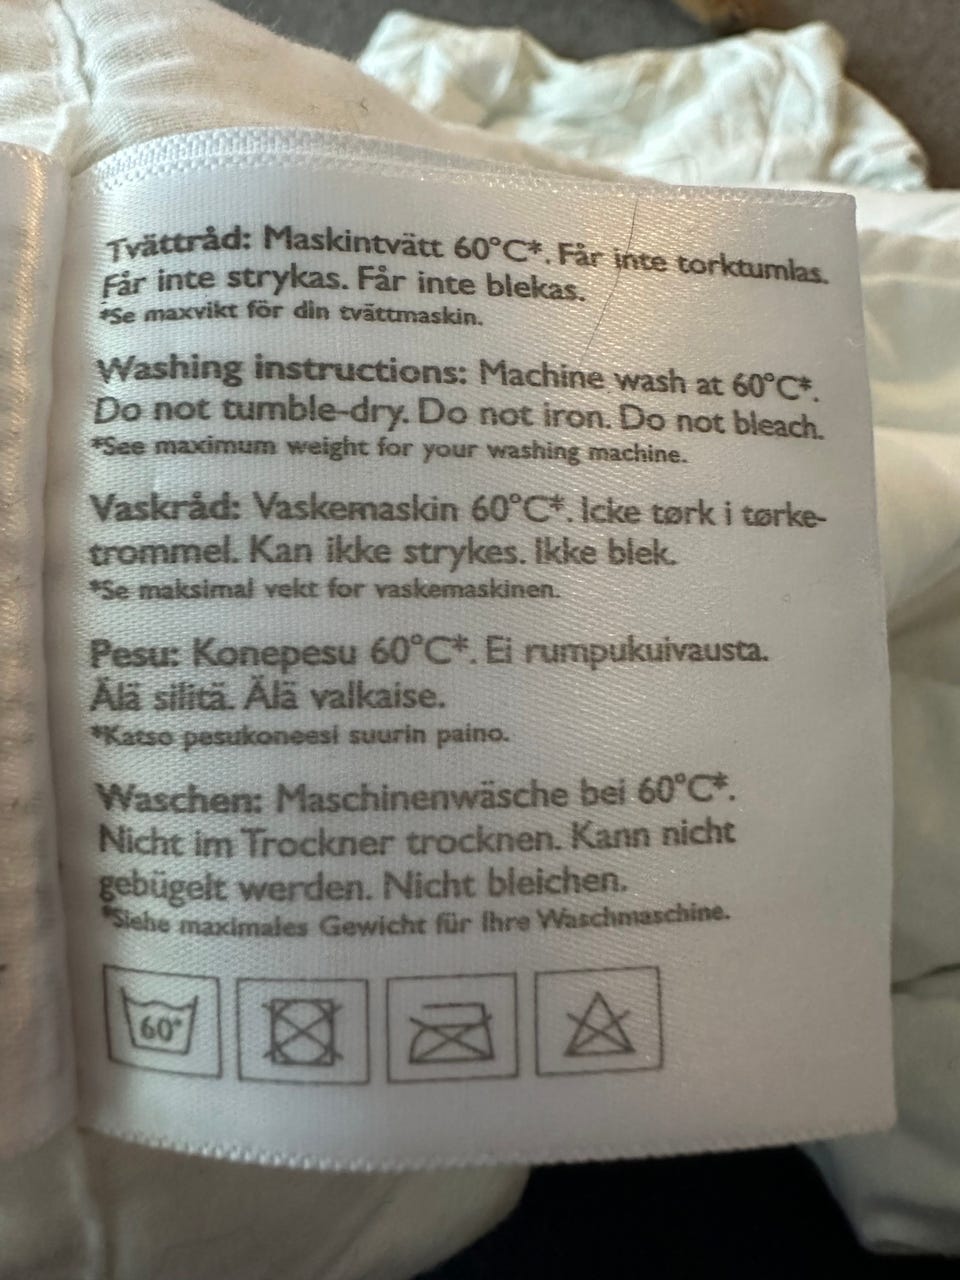 Tvättråd: Maskintvätt 60°C*. Får inte torktumlas.
Får inte strykas. Får inte blekas.
*Se maxvikt för din tvättmaskin.
Washing instructions: Machine wash at 60°C*.
Do not tumble-dry. Do not iron. Do not bleach.
*See maximum weight for your washing machine.
Vaskråd: Vaskemaskin 60°C*. Icke tørk i tørke-
trommel. Kan ikke strykes. Ikke blek.
*Se maksimal vekt for vaskemaskinen.
Pesu: Konepesu 60°C*. Ei rumpukuivausta.
Älä silitä. Älä valkaise.
*Katso pesukoneesi suurin paino.
Waschen: Maschinenwäsche bei 60°C*.
Nicht im Trockner trocknen. Kann nicht
gebügelt werden. Nicht bleichen.
*Siehe maximales Gewicht für Ihre Waschmaschine.
60°